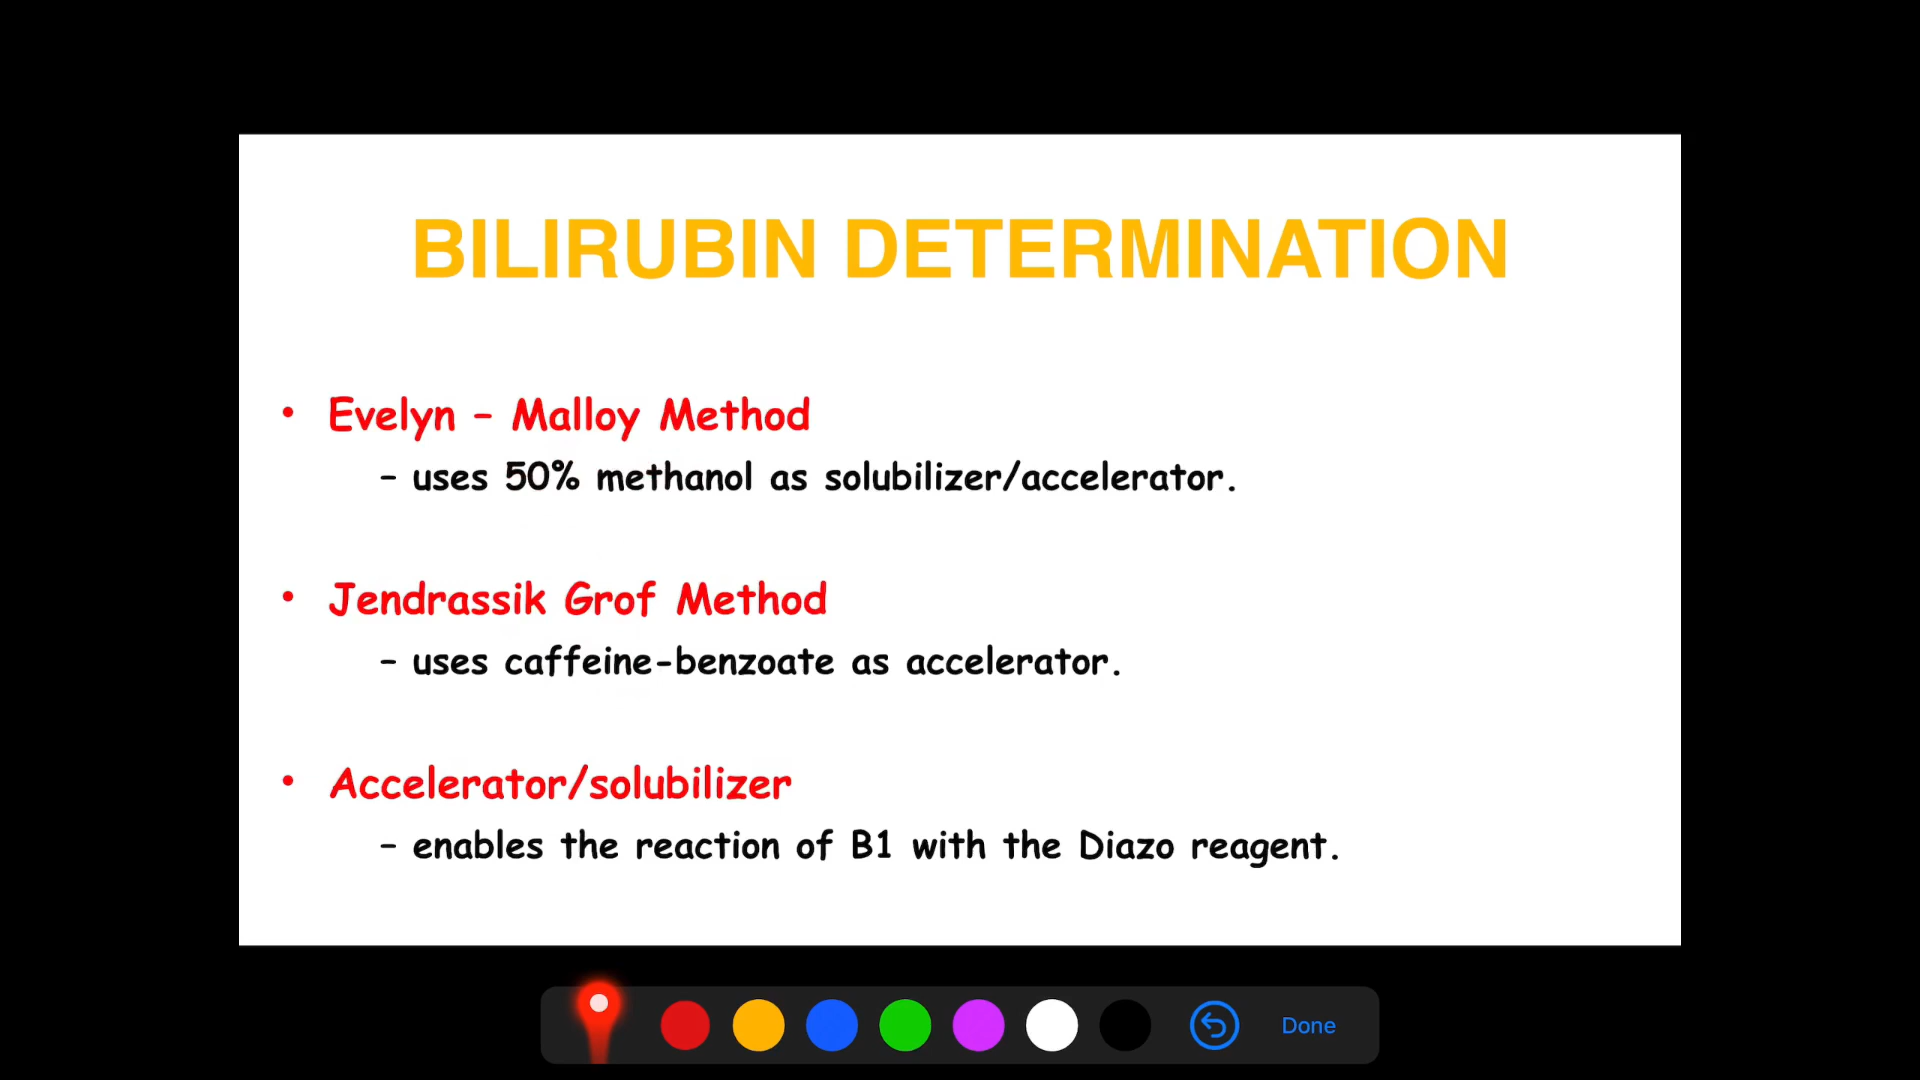 BILIRUBIN DETERMINATION
• Evelyn – Malloy Method
– uses 50% methanol as solubilizer/accelerator.
• Jendrassik Grof Method
– uses caffeine-benzoate as accelerator.
• Accelerator/solubilizer
– enables the reaction of B1 with the Diazo reagent.
Done